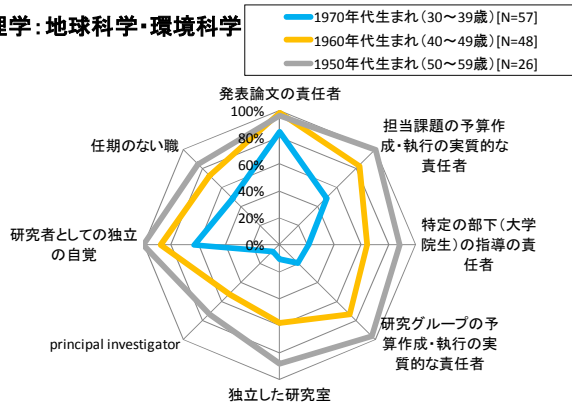 理学:地球科学・環境科学
1970年代生まれ(30～39歳)[N=57]
1960年代生まれ(40～49歳)[N=48]
1950年代生まれ(50～59歳)[N=26]
発表論文の責任者
100%
80%
60%
40%
20%
0%
担当課題の予算作
成・執行の実質的な
責任者
特定の部下(大学
院生)の指導の責
任者
研究グループの予
算作成・執行の実
質的な責任者
独立した研究室
principal investigator
研究者としての独立
の自覚
任期のない職